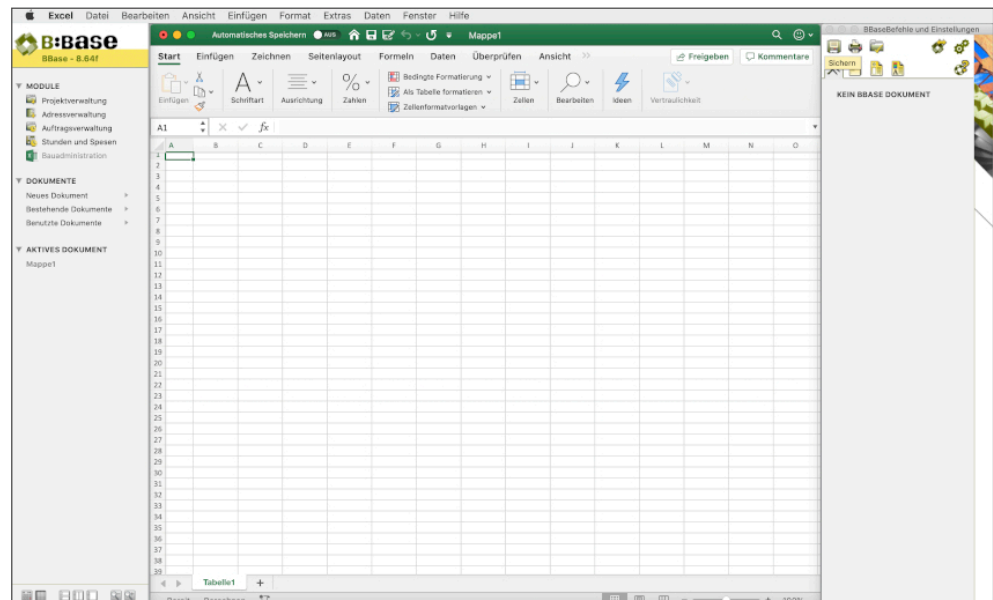 Excel Datei Bearbeiten Ansicht Einfügen Format Extras Daten Fenster Hilfe
B:Base
BBase - 8.64f
MODULE
Projektverwaltung
Adressverwaltung
Auftragsverwaltung
Stunden und Spesen
Bauadministration
DOKUMENTE
Neues Dokument
Bestehende Dokumente
Benutzte Dokumente
AKTIVES DOKUMENT
Mappe1
Automatisches Speichern AUS Mappe1
Start Einfügen Zeichnen Seitenlayout Formeln Daten Überprüfen Ansicht Freigeben Kommentare
Einfügen Schriftart Ausrichtung Zahlen
Bedingte Formatierung
Als Tabelle formatieren
Zellenformatvorlagen
Zellen Bearbeiten Ideen Vertraulichkeit
A1 fx
A B C D E F G H I J K L M N O
1
2
3
4
5
6
7
8
9
10
11
12
13
14
15
16
17
18
19
20
21
22
23
24
25
26
27
28
29
30
31
32
33
34
35
36
37
38
39
Tabelle1 +
BBaseBefehle und Einstellungen
Sichern
KEIN BBASE DOKUMENT